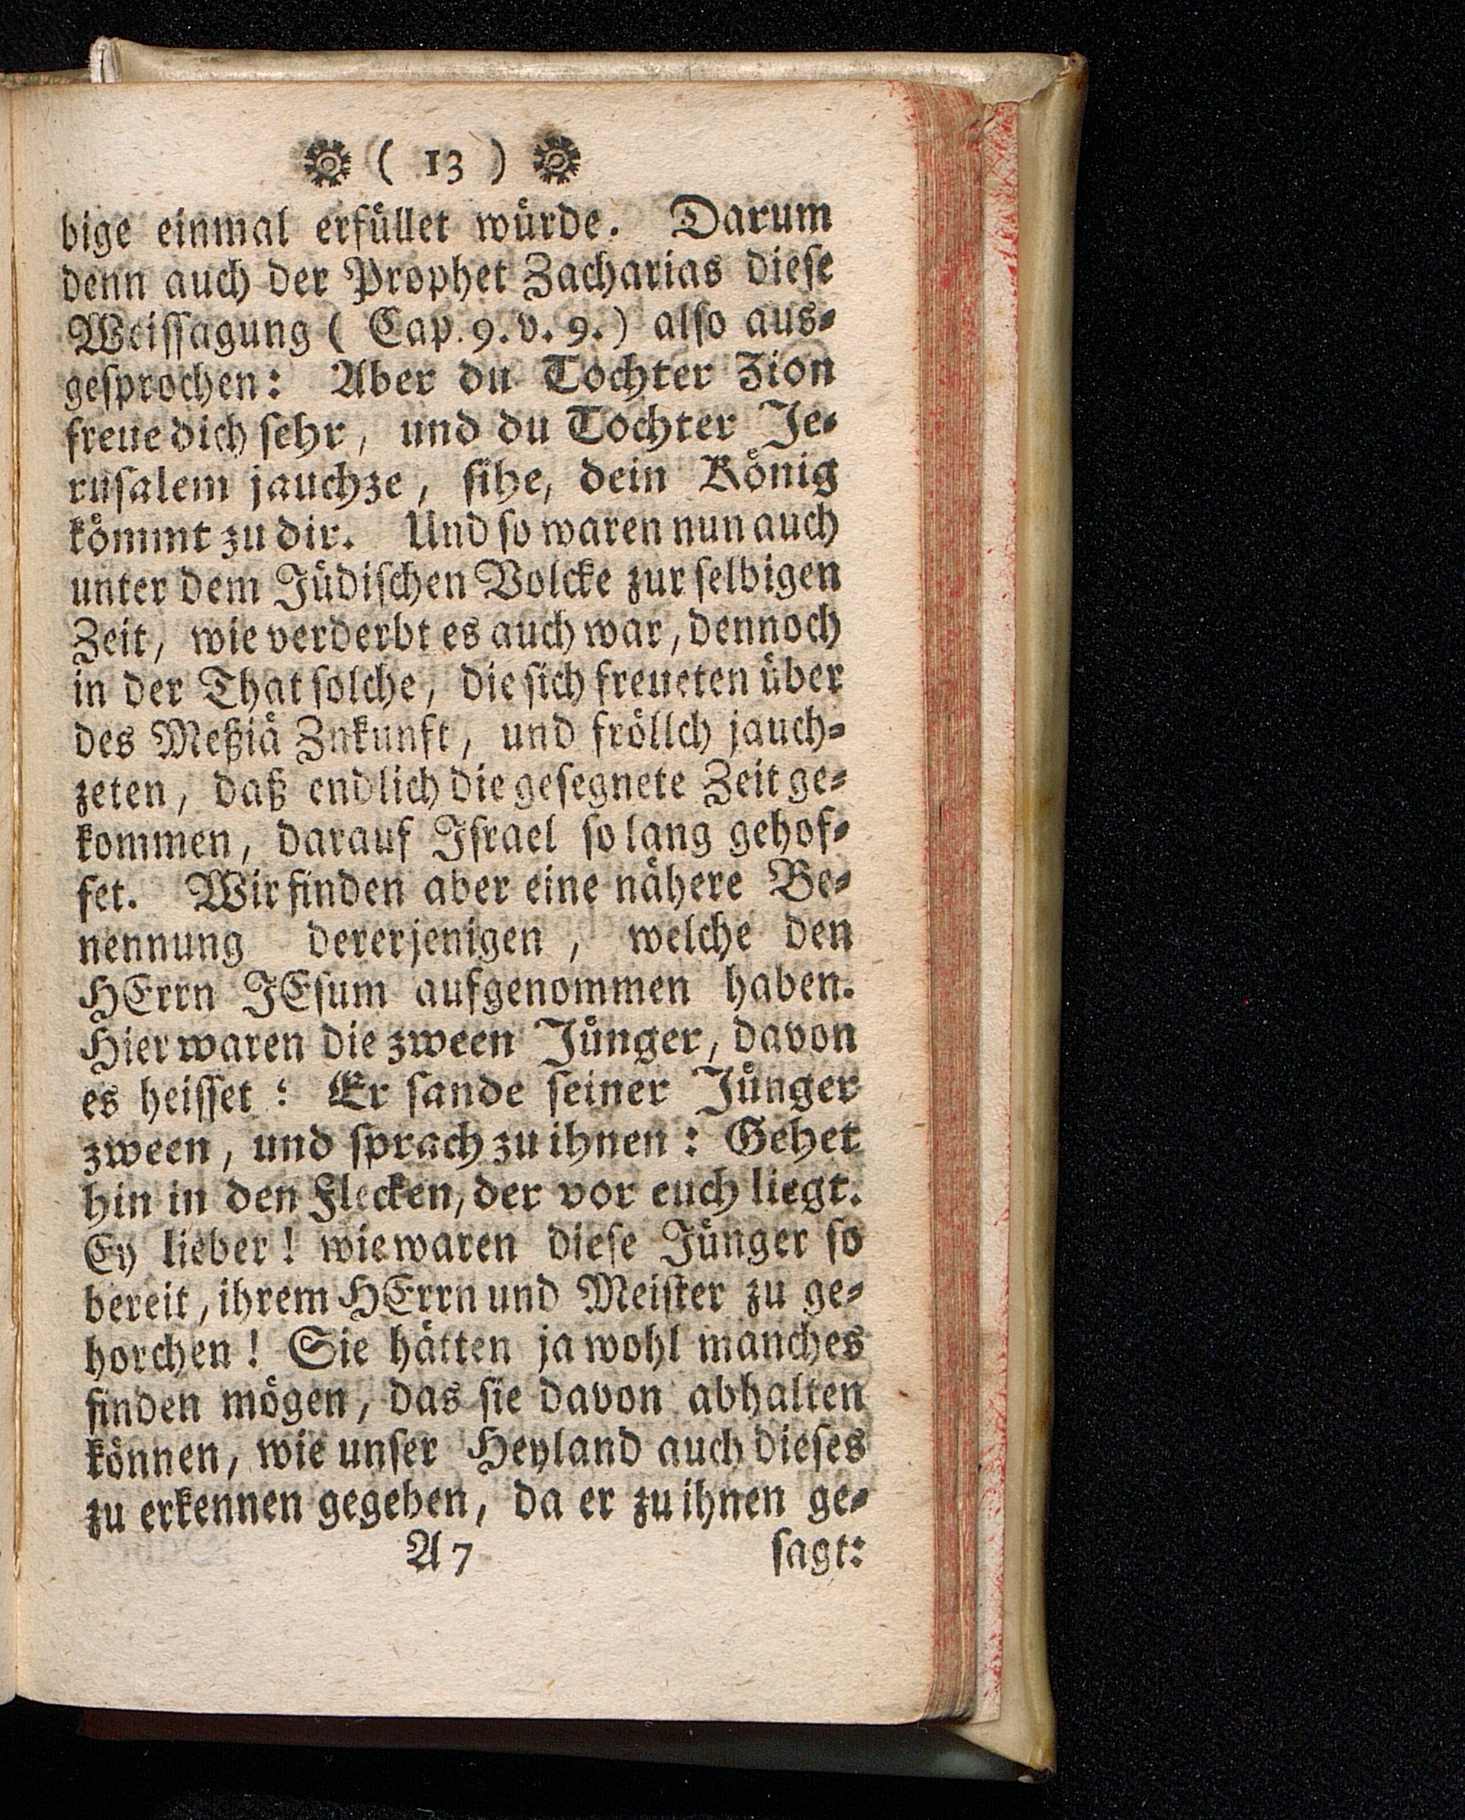 ( 13 )
bige einmal erfüllet würde. Darum
denn auch der Prophet Zacharias diese
Weissagung ( Cap. 9. v. 9. ) also aus-
gesprochen: Aber du Tochter Zion
freue dich sehr, und du Tochter Je-
rusalem jauchze, sihe, dein König
kömmt zu dir. Und so waren nun auch
unter dem Jüdischen Volcke zur selbigen
Zeit, wie verderbt es auch war, dennoch
in der That solche, die sich freueten über
des Meßiä Znkunft, und fröllch jauch-
zeten, daß endlich die gesegnete Zeit ge-
kommen, darauf Israel so lang gehof-
fet. Wir finden aber eine nähere Be-
nennung dererjenigen, welche den
HErrn JEsum aufgenommen haben.
Hier waren die zween Jünger, davon
es heisset: Er sande seiner Jünger
zween, und sprach zu ihnen: Gehet
hin in den Flecken, der vor euch liegt.
Ey lieber! wie waren diese Jünger so
bereit, ihrem HErrn und Meister zu ge-
horchen! Sie hätten ja wohl manches
finden mögen, das sie davon abhalten
können, wie unser Heyland auch dieses
zu erkennen gegeben, da er zu ihnen ge-
A 7 sagt: